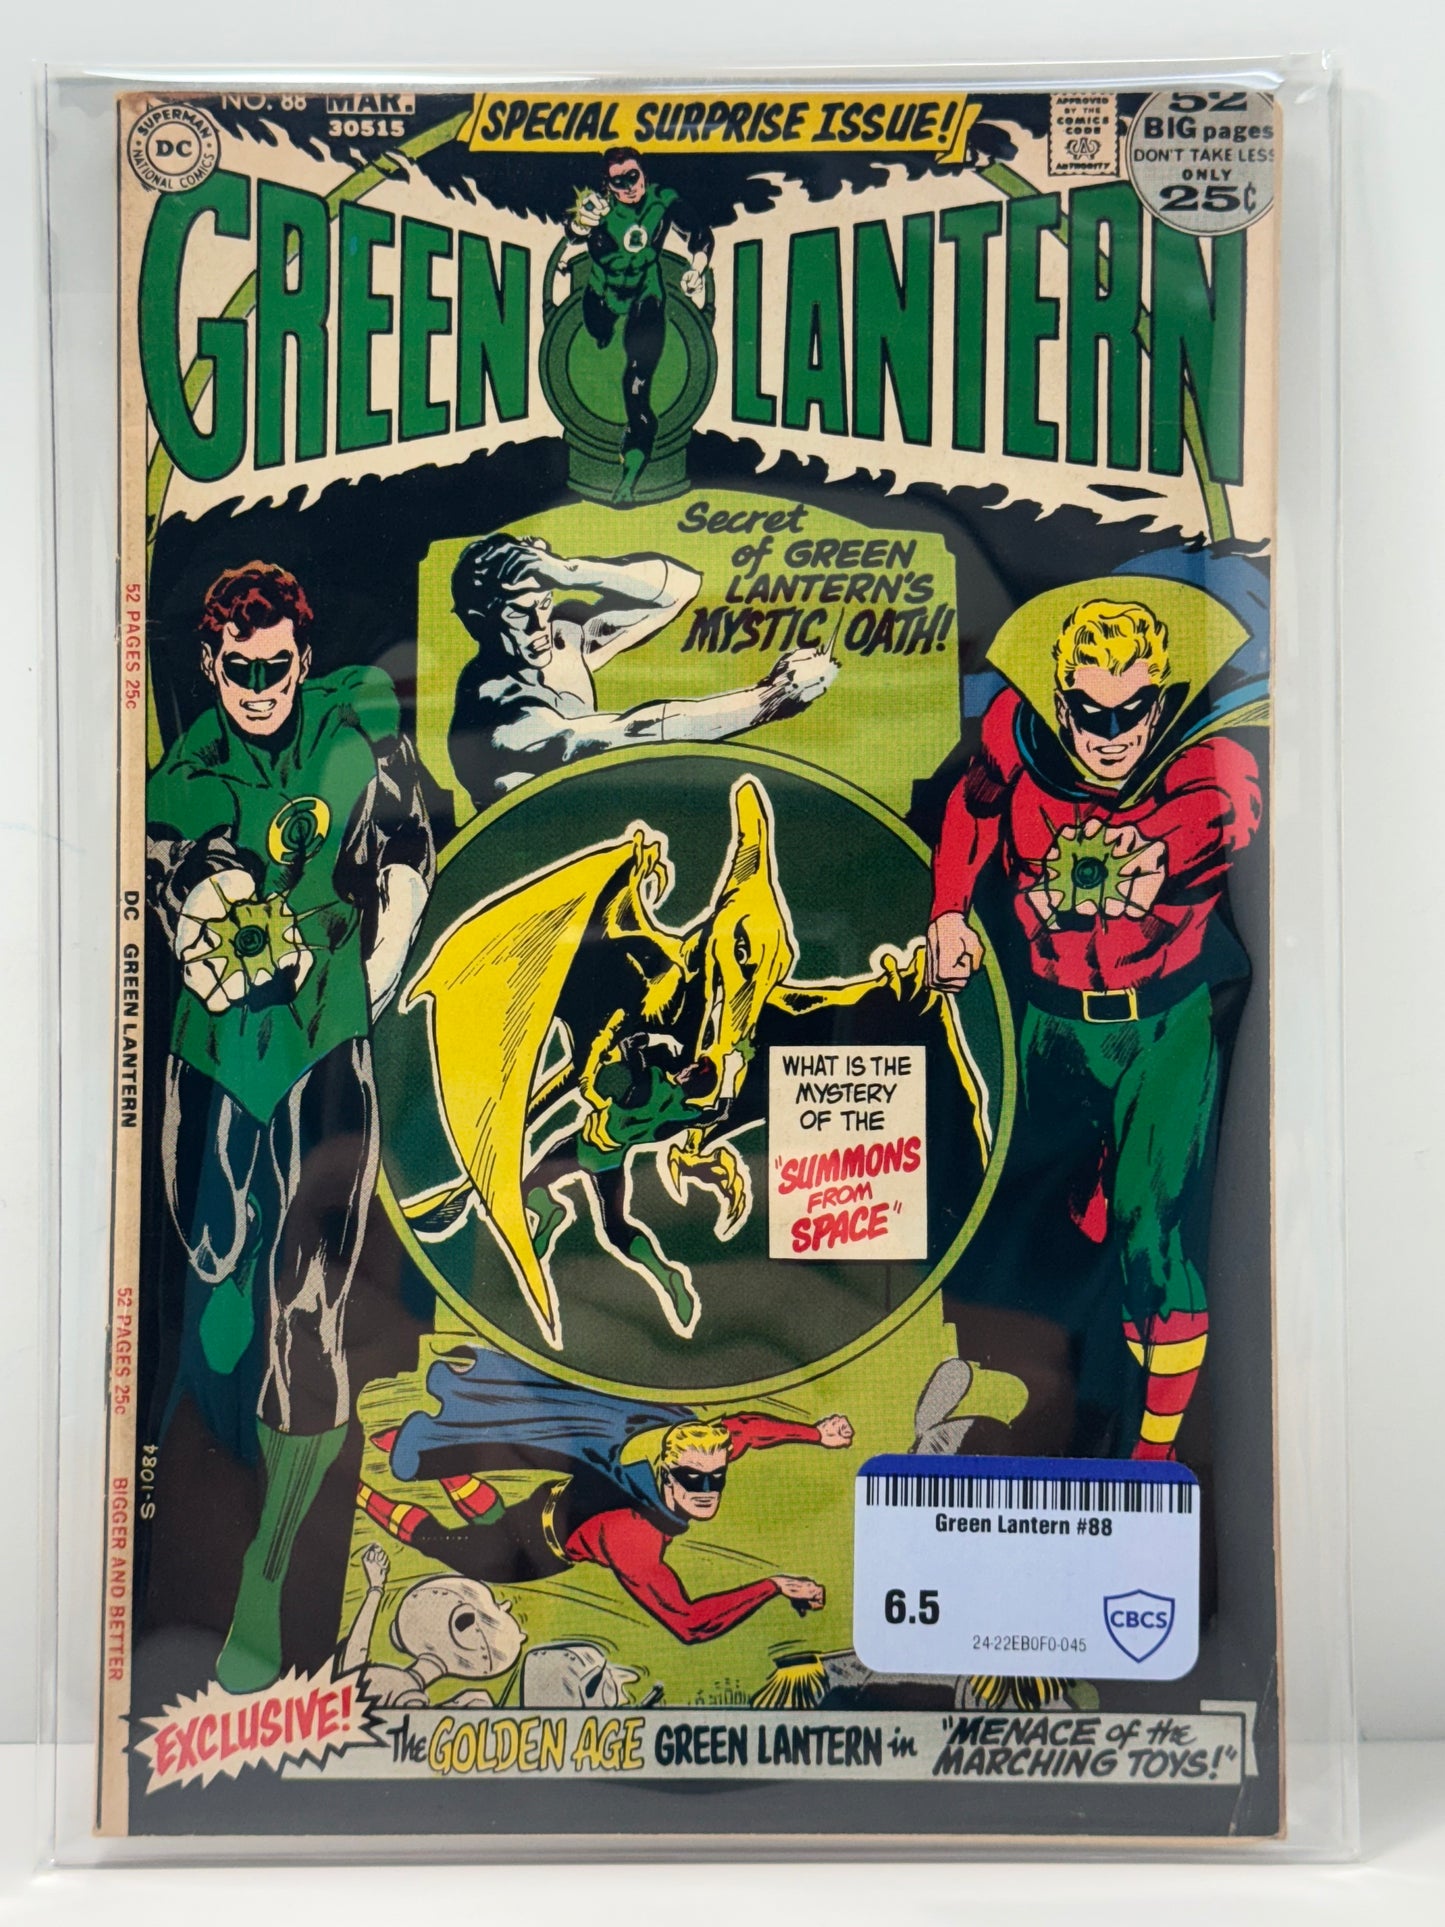 NO. 88 MAR.
30515
SUPERMAN
DC
NATIONAL COMICS
SPECIAL SURPRISE ISSUE!
APPROVED
BY THE
COMICS
CODE
AUTHORITY
52
BIG pages
DON'T TAKE LESS
ONLY
25¢
GREEN LANTERN
Secret
of GREEN
LANTERN'S
MYSTIC OATH!
52 PAGES 25c
DC GREEN LANTERN
52 PAGES 25c
BIGGER AND BETTER
S-1084
WHAT IS THE
MYSTERY
OF THE
"SUMMONS
FROM
SPACE"
Green Lantern #88
6.5
CBCS
24-22EB0F0-045
EXCLUSIVE!
The GOLDEN AGE GREEN LANTERN in "MENACE of the
MARCHING TOYS!"